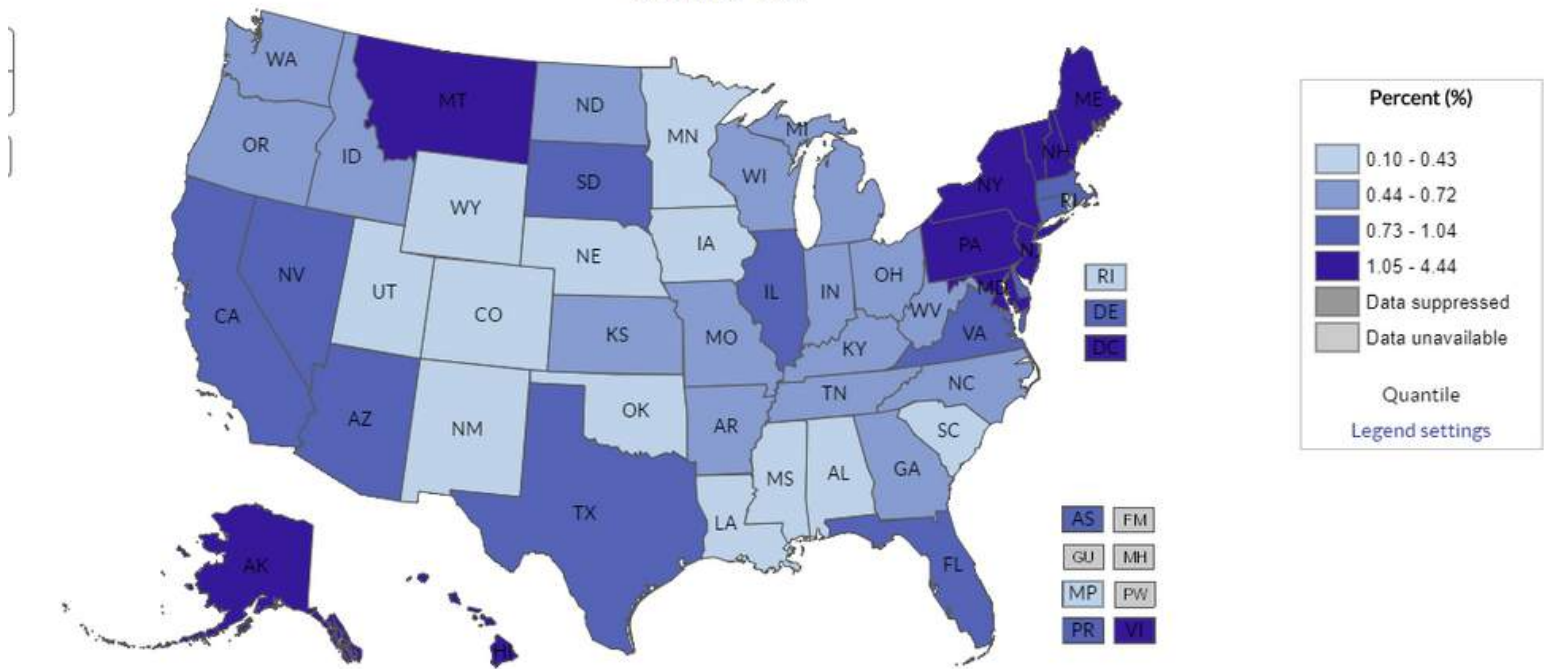 WA
MT
ND
MN
MI
ME
OR
ID
SD
WI
NH
NY
WY
RI
IA
PA
NV
NE
UT
CO
IL
IN
OH
MD
CA
KS
MO
WV
VA
KY
AZ
NM
OK
AR
TN
NC
SC
MS
AL
GA
TX
LA
FL
AK
HI
RI
DE
DC
AS FM
GU MH
MP PW
PR VI
Percent (%)
0.10 - 0.43
0.44 - 0.72
0.73 - 1.04
1.05 - 4.44
Data suppressed
Data unavailable
Quantile
Legend settings